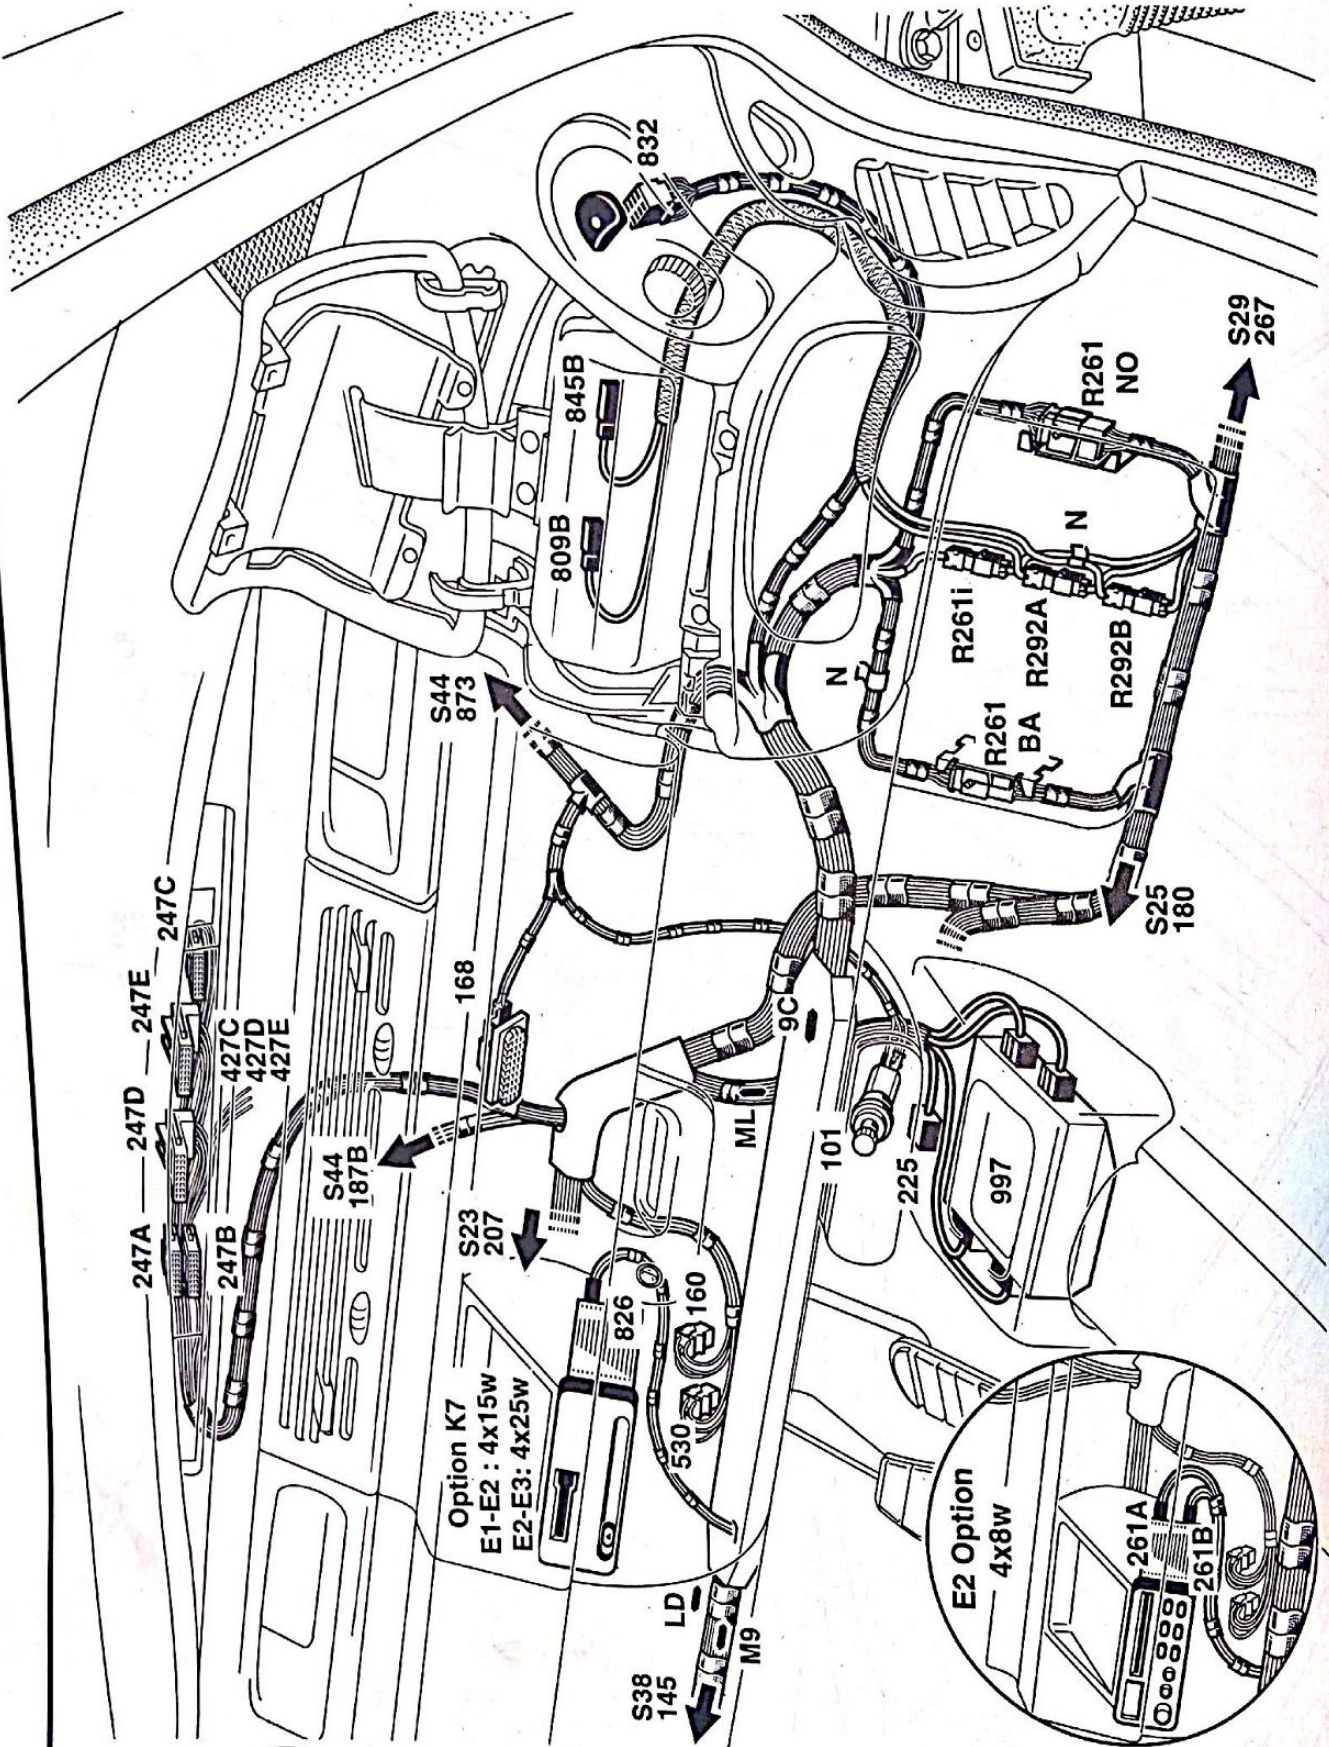 247A
247D
247E
247C
247B
427C
427D
427E
S44
187B
168
S44
873
S23
207
Option K7
E1-E2 : 4x15w
E2-E3: 4x25w
826
160
530
LD
M9
S38
145
ML
9C
101
225
997
809B
845B
832
N
R261
BA
R261i
R292A
R292B
N
R261
NO
S29
267
S25
180
E2 Option
4x8w
261A
261B